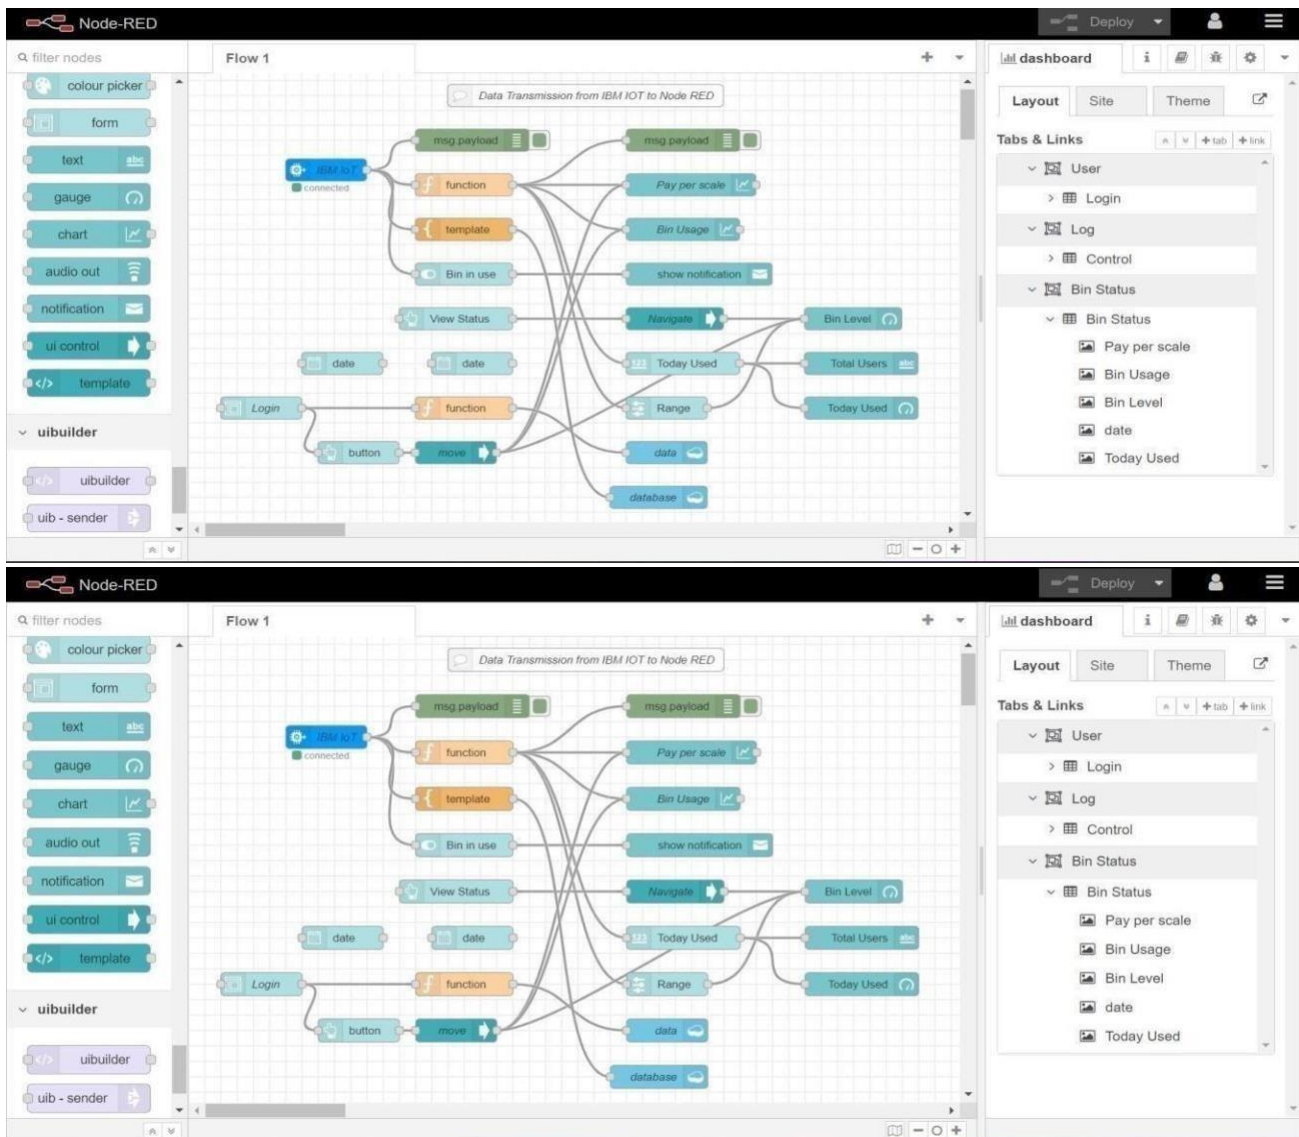 Node-RED
Deploy
filter nodes
Flow 1
dashboard
i
colour picker
form
text
abc
gauge
chart
audio out
notification
ui control
</> template
uibuilder
</> uibuilder
uib - sender
Data Transmission from IBM IOT to Node RED
msg.payload
msg.payload
IBM IoT
connected
f function
Pay per scale
{ template
Bin Usage
Bin in use
show notification
View Status
Navigate
Bin Level
date
date
123 Today Used
Total Users abc
Login
f function
Range
Today Used
button
move
data
database
Layout
Site
Theme
Tabs & Links
+ tab
+ link
User
Login
Log
Control
Bin Status
Bin Status
Pay per scale
Bin Usage
Bin Level
date
Today Used
Node-RED
Deploy
filter nodes
Flow 1
dashboard
i
colour picker
form
text
abc
gauge
chart
audio out
notification
ui control
</> template
uibuilder
</> uibuilder
uib - sender
Data Transmission from IBM IOT to Node RED
msg.payload
msg.payload
IBM IoT
connected
f function
Pay per scale
{ template
Bin Usage
Bin in use
show notification
View Status
Navigate
Bin Level
date
date
123 Today Used
Total Users abc
Login
f function
Range
Today Used
button
move
data
database
Layout
Site
Theme
Tabs & Links
+ tab
+ link
User
Login
Log
Control
Bin Status
Bin Status
Pay per scale
Bin Usage
Bin Level
date
Today Used